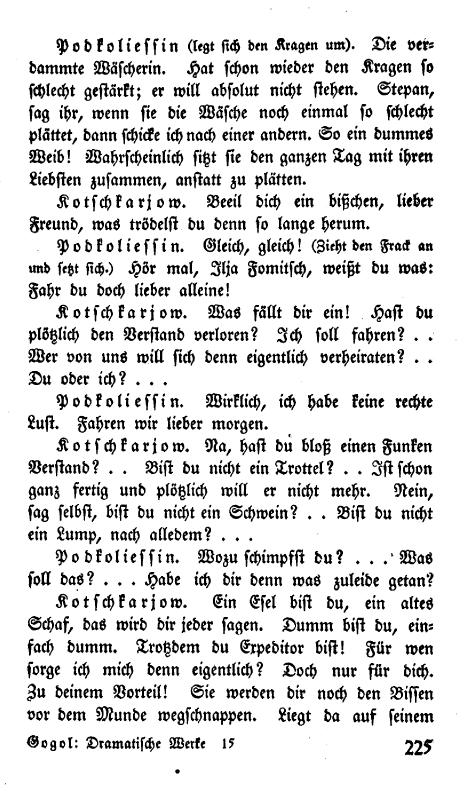 Podkoliessin (legt sich den Kragen um). Die ver-
dammte Wäscherin. Hat schon wieder den Kragen so
schlecht gestärkt; er will absolut nicht stehen. Stepan,
sag ihr, wenn sie die Wäsche noch einmal so schlecht
plättet, dann schicke ich nach einer andern. So ein dummes
Weib! Wahrscheinlich sitzt sie den ganzen Tag mit ihren
Liebsten zusammen, anstatt zu plätten.
Kotschkarjow. Beeil dich ein bißchen, lieber
Freund, was trödelst du denn so lange herum.
Podkoliessin. Gleich, gleich! (Zieht den Frack an
und setzt sich.) Hör mal, Ilja Fomitsch, weißt du was:
Fahr du doch lieber alleine!
Kotschkarjow. Was fällt dir ein! Hast du
plötzlich den Verstand verloren? Ich soll fahren? . .
Wer von uns will sich denn eigentlich verheiraten? . .
Du oder ich? . . .
Podkoliessin. Wirklich, ich habe keine rechte
Lust. Fahren wir lieber morgen.
Kotschkarjow. Na, hast du bloß einen Funken
Verstand? . . Bist du nicht ein Trottel? . . Ist schon
ganz fertig und plötzlich will er nicht mehr. Nein,
sag selbst, bist du nicht ein Schwein? . . Bist du nicht
ein Lump, nach alledem? . . .
Podkoliessin. Wozu schimpfst du? . . . Was
soll das? . . . Habe ich dir denn was zuleide getan?
Kotschkarjow. Ein Esel bist du, ein altes
Schaf, das wird dir jeder sagen. Dumm bist du, ein-
fach dumm. Trotzdem du Expeditor bist! Für wen
sorge ich mich denn eigentlich? Doch nur für dich.
Zu deinem Vorteil! Sie werden dir noch den Bissen
vor dem Munde wegschnappen. Liegt da auf seinem
Gogol: Dramatische Werke 15
225